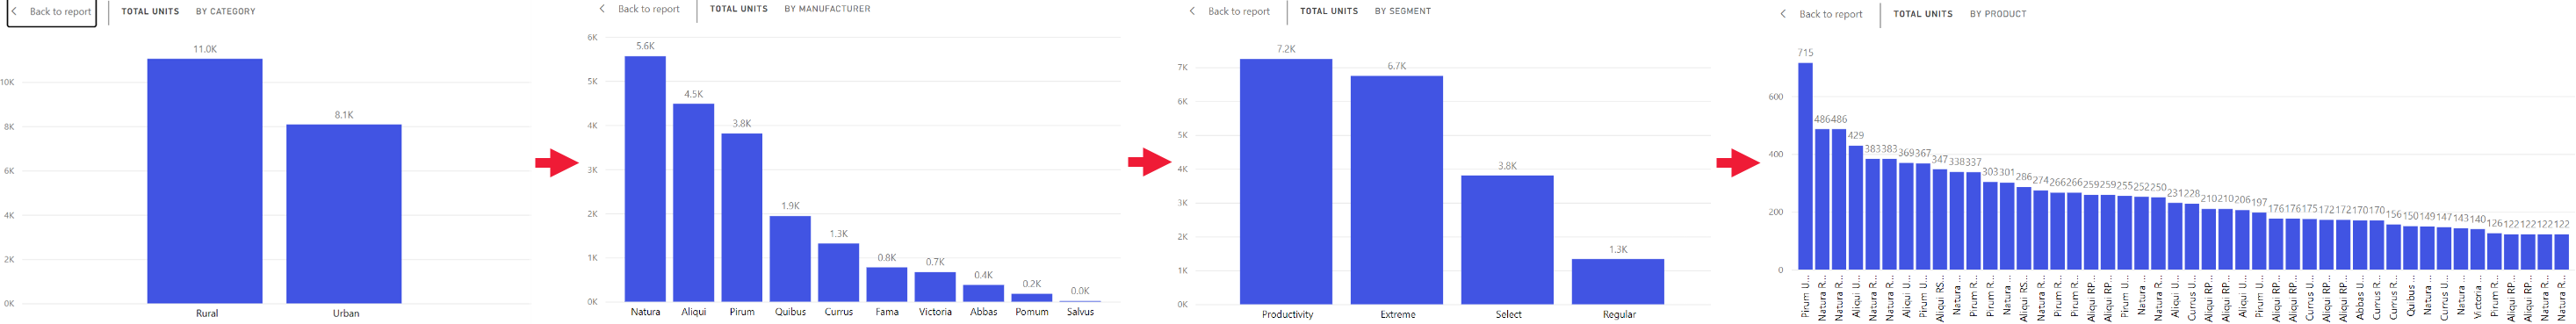 Back to report TOTAL UNITS BY CATEGORY
11.0K
10K
8.1K
8K
6K
4K
2K
0K
Rural Urban
Back to report TOTAL UNITS BY MANUFACTURER
6K
5.6K
5K
4.5K
4K
3.8K
3K
2K
1.9K
1.3K
1K
0.8K
0.7K
0.4K
0.2K
0.0K
0K
Natura Aliqui Pirum Quibus Currus Fama Victoria Abbas Pomum Salvus
Back to report TOTAL UNITS BY SEGMENT
7.2K
7K
6.7K
6K
5K
4K
3.8K
3K
2K
1.3K
1K
0K
Productivity Extreme Select Regular
Back to report TOTAL UNITS BY PRODUCT
715
600
486 486
429
400
383 383 369 367 347 338 337 303 301 286 274 266 266 259 259 255 252 250 231 228 210 210 206 197 176 176 175 172 172 170 170 156 150 149 147 143 140 126 122 122 122 122
200
0
Pirum U...
Natura R...
Natura R...
Aliqui U...
Natura R...
Natura R...
Aliqui U...
Pirum U...
Aliqui RS...
Natura ...
Pirum R...
Pirum R...
Natura ...
Aliqui RS...
Natura R...
Pirum R...
Pirum R...
Aliqui RP...
Aliqui RP...
Pirum U...
Natura ...
Natura R...
Aliqui U...
Currus U...
Aliqui RP...
Aliqui RP...
Aliqui U...
Pirum U...
Aliqui RP...
Aliqui RP...
Currus U...
Aliqui RP...
Aliqui RP...
Abbas U...
Currus R...
Currus R...
Quibus ...
Natura ...
Currus U...
Natura ...
Victoria ...
Pirum R...
Aliqui RP...
Aliqui RP...
Natura R...
Natura R...